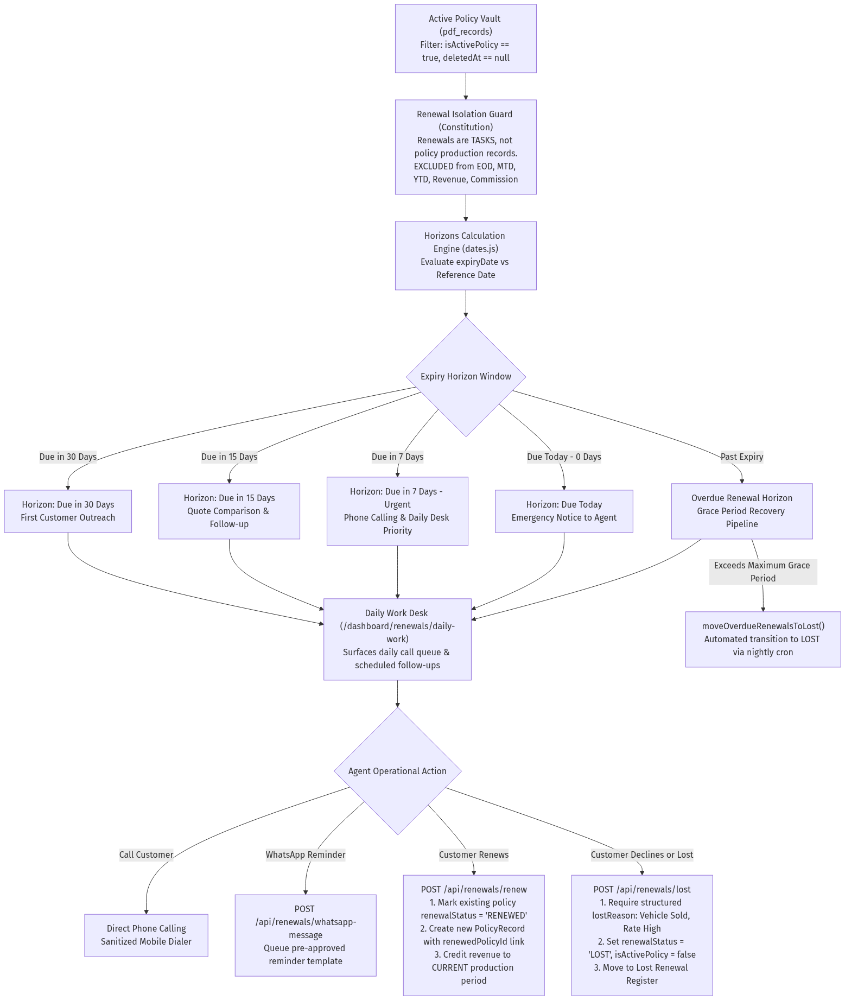 Active Policy Vault
(pdf_records)
Filter: isActivePolicy ==
true, deletedAt == null
Renewal Isolation Guard
(Constitution)
Renewals are TASKS, not
policy production records.
EXCLUDED from EOD, MTD,
YTD, Revenue, Commission
Horizons Calculation
Engine (dates.js)
Evaluate expiryDate vs
Reference Date
Expiry Horizon Window
Due in 30 Days
Due in 15 Days
Due in 7 Days
Due Today - 0 Days
Past Expiry
Horizon: Due in 30 Days
First Customer Outreach
Horizon: Due in 15 Days
Quote Comparison &
Follow-up
Horizon: Due in 7 Days -
Urgent
Phone Calling & Daily Desk
Priority
Horizon: Due Today
Emergency Notice to Agent
Overdue Renewal Horizon
Grace Period Recovery
Pipeline
Exceeds Maximum Grace
Period
Daily Work Desk
(/dashboard/renewals/daily-
work)
Surfaces daily call queue &
scheduled follow-ups
moveOverdueRenewalsToLost()
Automated transition to LOST
via nightly cron
Agent Operational Action
Call Customer
WhatsApp Reminder
Customer Renews
Customer Declines or Lost
Direct Phone Calling
Sanitized Mobile Dialer
POST
/api/renewals/whatsapp-
message
Queue pre-approved
reminder template
POST /api/renewals/renew
1. Mark existing policy
renewalStatus = 'RENEWED'
2. Create new PolicyRecord
with renewedPolicyId link
3. Credit revenue to
CURRENT production
period
POST /api/renewals/lost
1. Require structured
lostReason: Vehicle Sold,
Rate High
2. Set renewalStatus =
'LOST', isActivePolicy = false
3. Move to Lost Renewal
Register